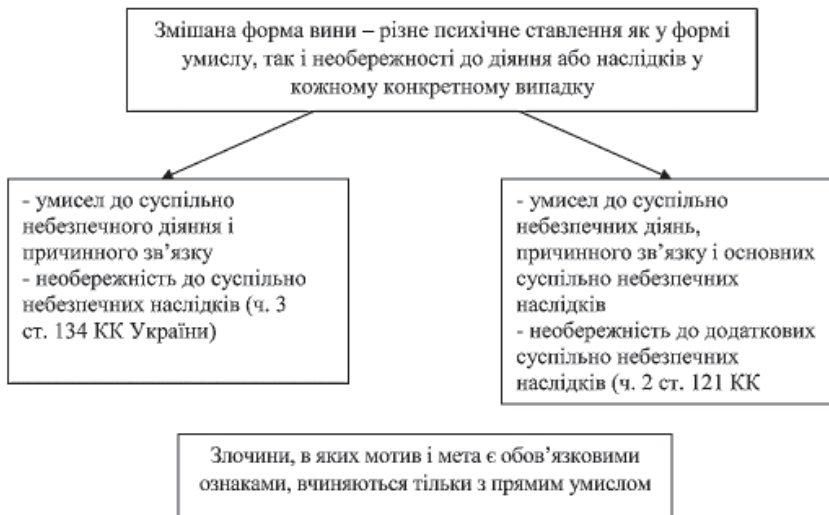 Змішана форма вини – різне психічне ставлення як у формі
умислу, так і необережності до діяння або наслідків у
кожному конкретному випадку
- умисел до суспільно
небезпечного діяння і
причинного зв’язку
- необережність до суспільно
небезпечних наслідків (ч. 3
ст. 134 КК України)
- умисел до суспільно
небезпечних діянь,
причинного зв’язку і основних
суспільно небезпечних
наслідків
- необережність до додаткових
суспільно небезпечних
наслідків (ч. 2 ст. 121 КК
Злочини, в яких мотив і мета є обов’язковими
ознаками, вчиняються тільки з прямим умислом